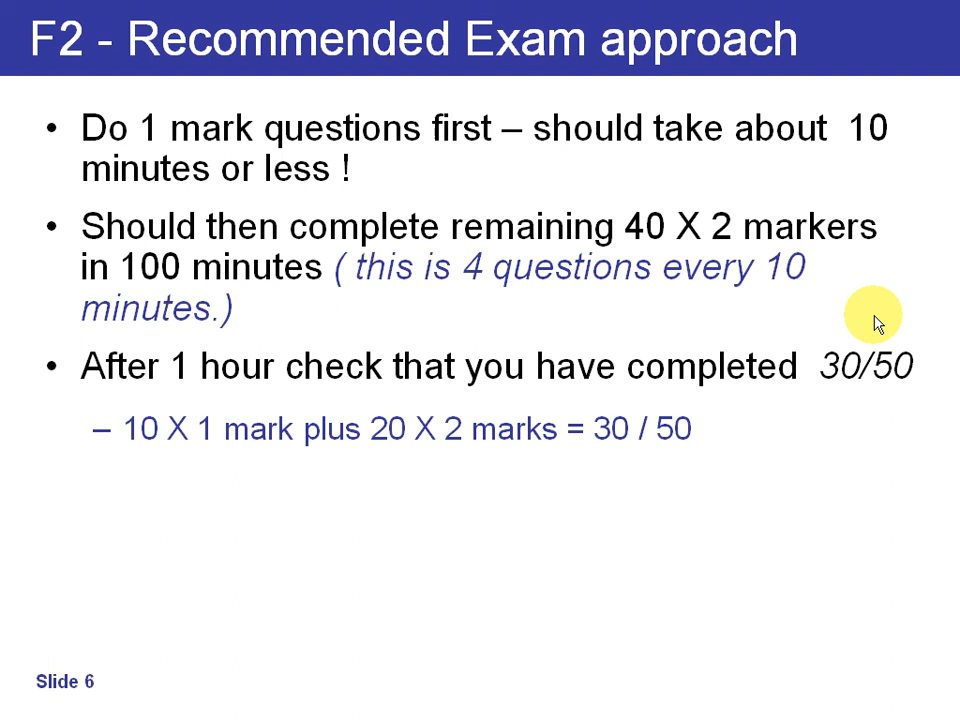 F2 - Recommended Exam approach
• Do 1 mark questions first – should take about 10
minutes or less !
• Should then complete remaining 40 X 2 markers
in 100 minutes ( this is 4 questions every 10
minutes.)
• After 1 hour check that you have completed 30/50
– 10 X 1 mark plus 20 X 2 marks = 30 / 50
Slide 6